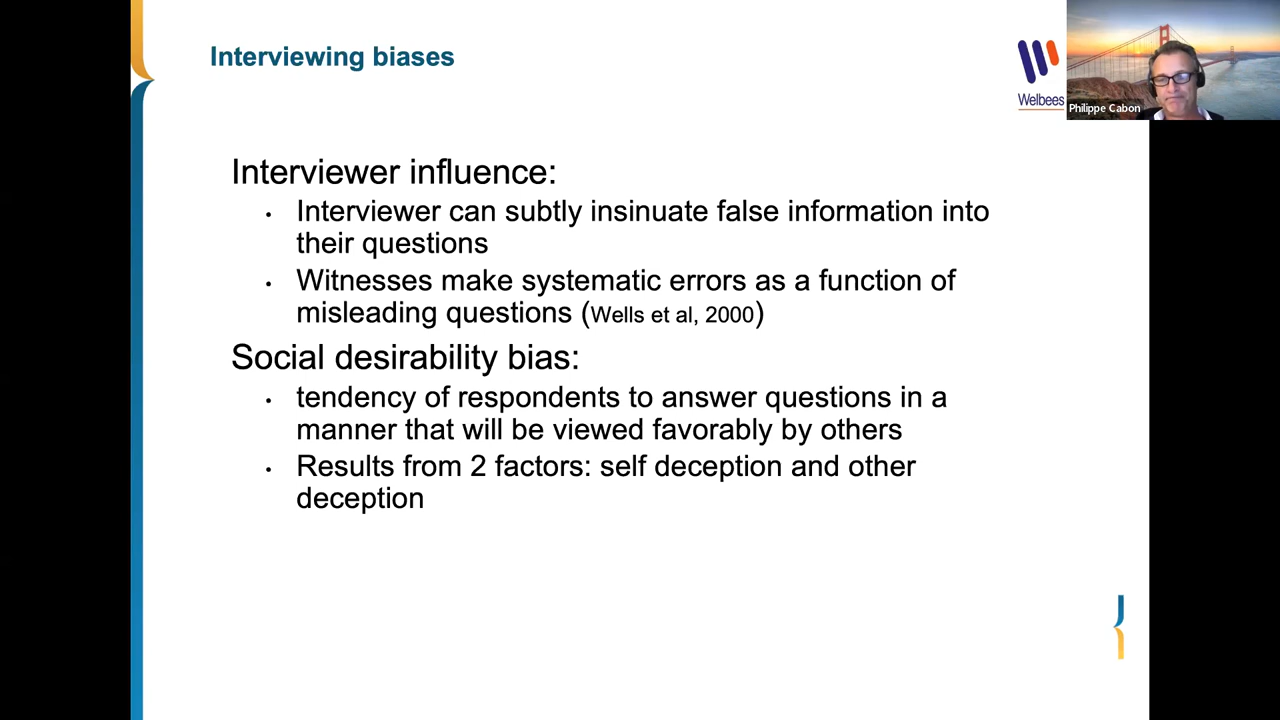 Interviewing biases
Welbees
Philippe Cabon
Interviewer influence:
• Interviewer can subtly insinuate false information into
their questions
• Witnesses make systematic errors as a function of
misleading questions (Wells et al, 2000)
Social desirability bias:
• tendency of respondents to answer questions in a
manner that will be viewed favorably by others
• Results from 2 factors: self deception and other
deception